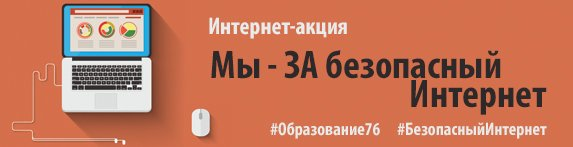 Интернет-акция
Мы - ЗА безопасный
Интернет
#Образование76 #БезопасныйИнтернет